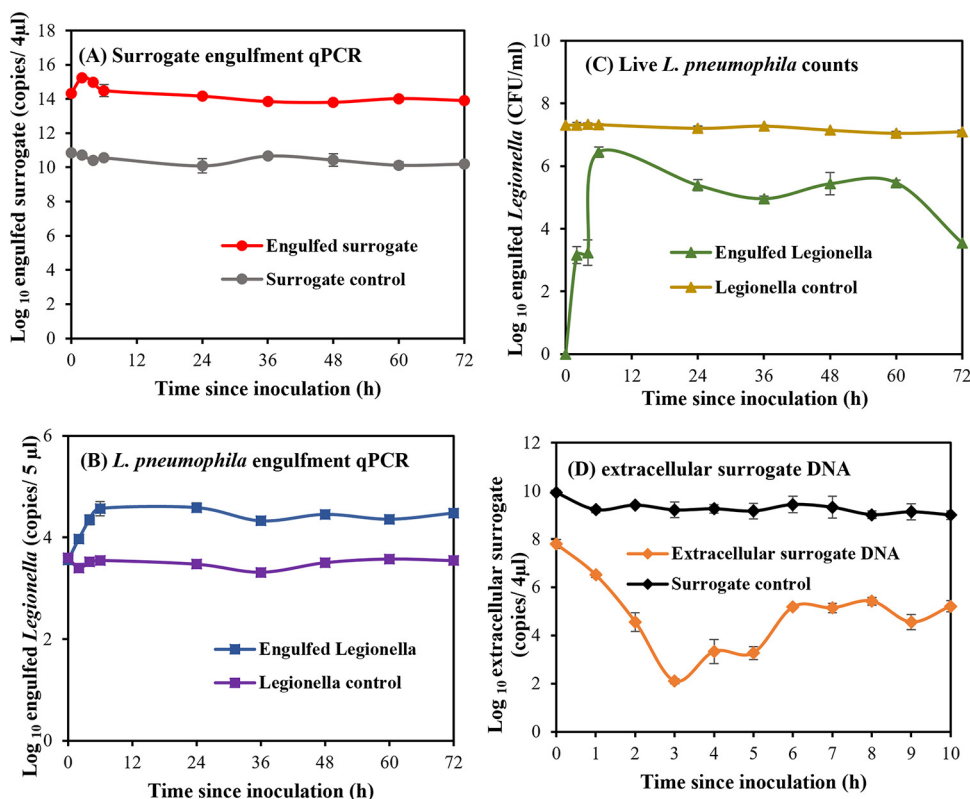 (A) Surrogate engulfment qPCR
Log 10 engulfed surrogate (copies/ 4µl)
18
16
14
12
10
8
6
4
2
0
Engulfed surrogate
Surrogate control
0 12 24 36 48 60 72
Time since inoculation (h)
(C) Live L. pneumophila counts
Log 10 engulfed Legionella (CFU/ml)
10
8
6
4
2
0
Engulfed Legionella
Legionella control
0 12 24 36 48 60 72
Time since inoculation (h)
(B) L. pneumophila engulfment qPCR
Log 10 engulfed Legionella (copies/ 5 µl)
6
4
2
0
Engulfed Legionella
Legionella control
0 12 24 36 48 60 72
Time since inoculation (h)
(D) extracellular surrogate DNA
Log 10 extracellular surrogate
(copies/ 4µl)
12
10
8
6
4
2
0
Extracellular surrogate DNA
Surrogate control
0 1 2 3 4 5 6 7 8 9 10
Time since inoculation (h)